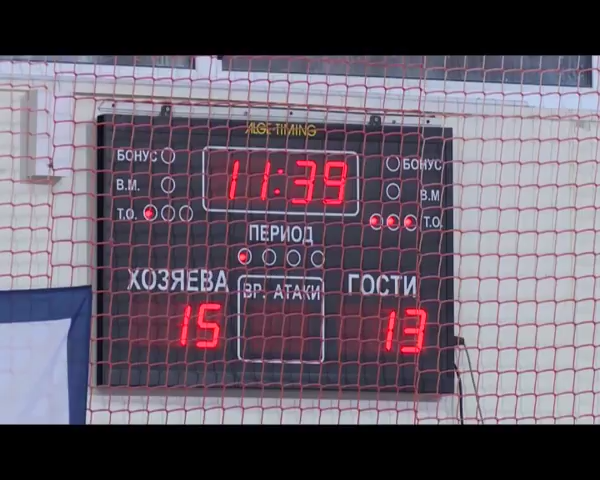 ALGE-TIMING
БОНУС 11:39 БОНУС
В.М. В.М
Т.О. Т.О.
ПЕРИОД
ХОЗЯЕВА ВР. АТАКИ ГОСТИ
15 13